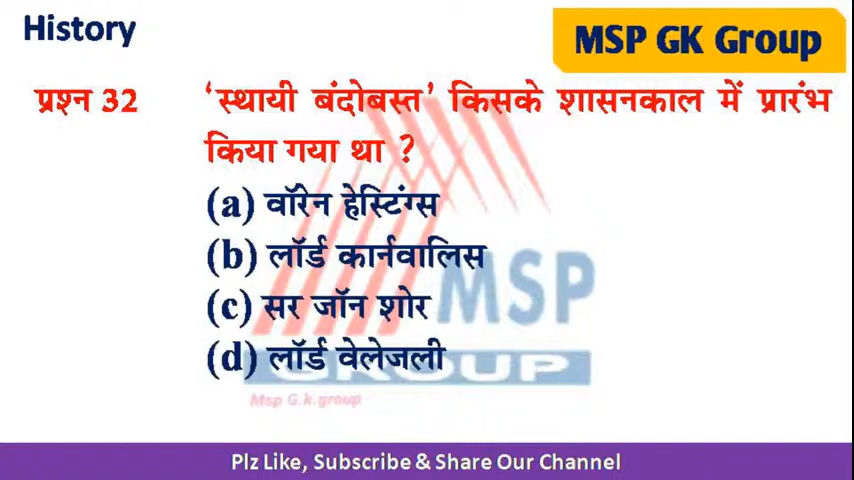 History
MSP GK Group
प्रश्न 32 ‘स्थायी बंदोबस्त’ किसके शासनकाल में प्रारंभ
किया गया था ?
(a) वॉरेन हेस्टिंग्स
(b) लॉर्ड कार्नवालिस
(c) सर जॉन शोर
(d) लॉर्ड वेलेजली
MSP
GROUP
Msp G.k.group
Plz Like, Subscribe & Share Our Channel